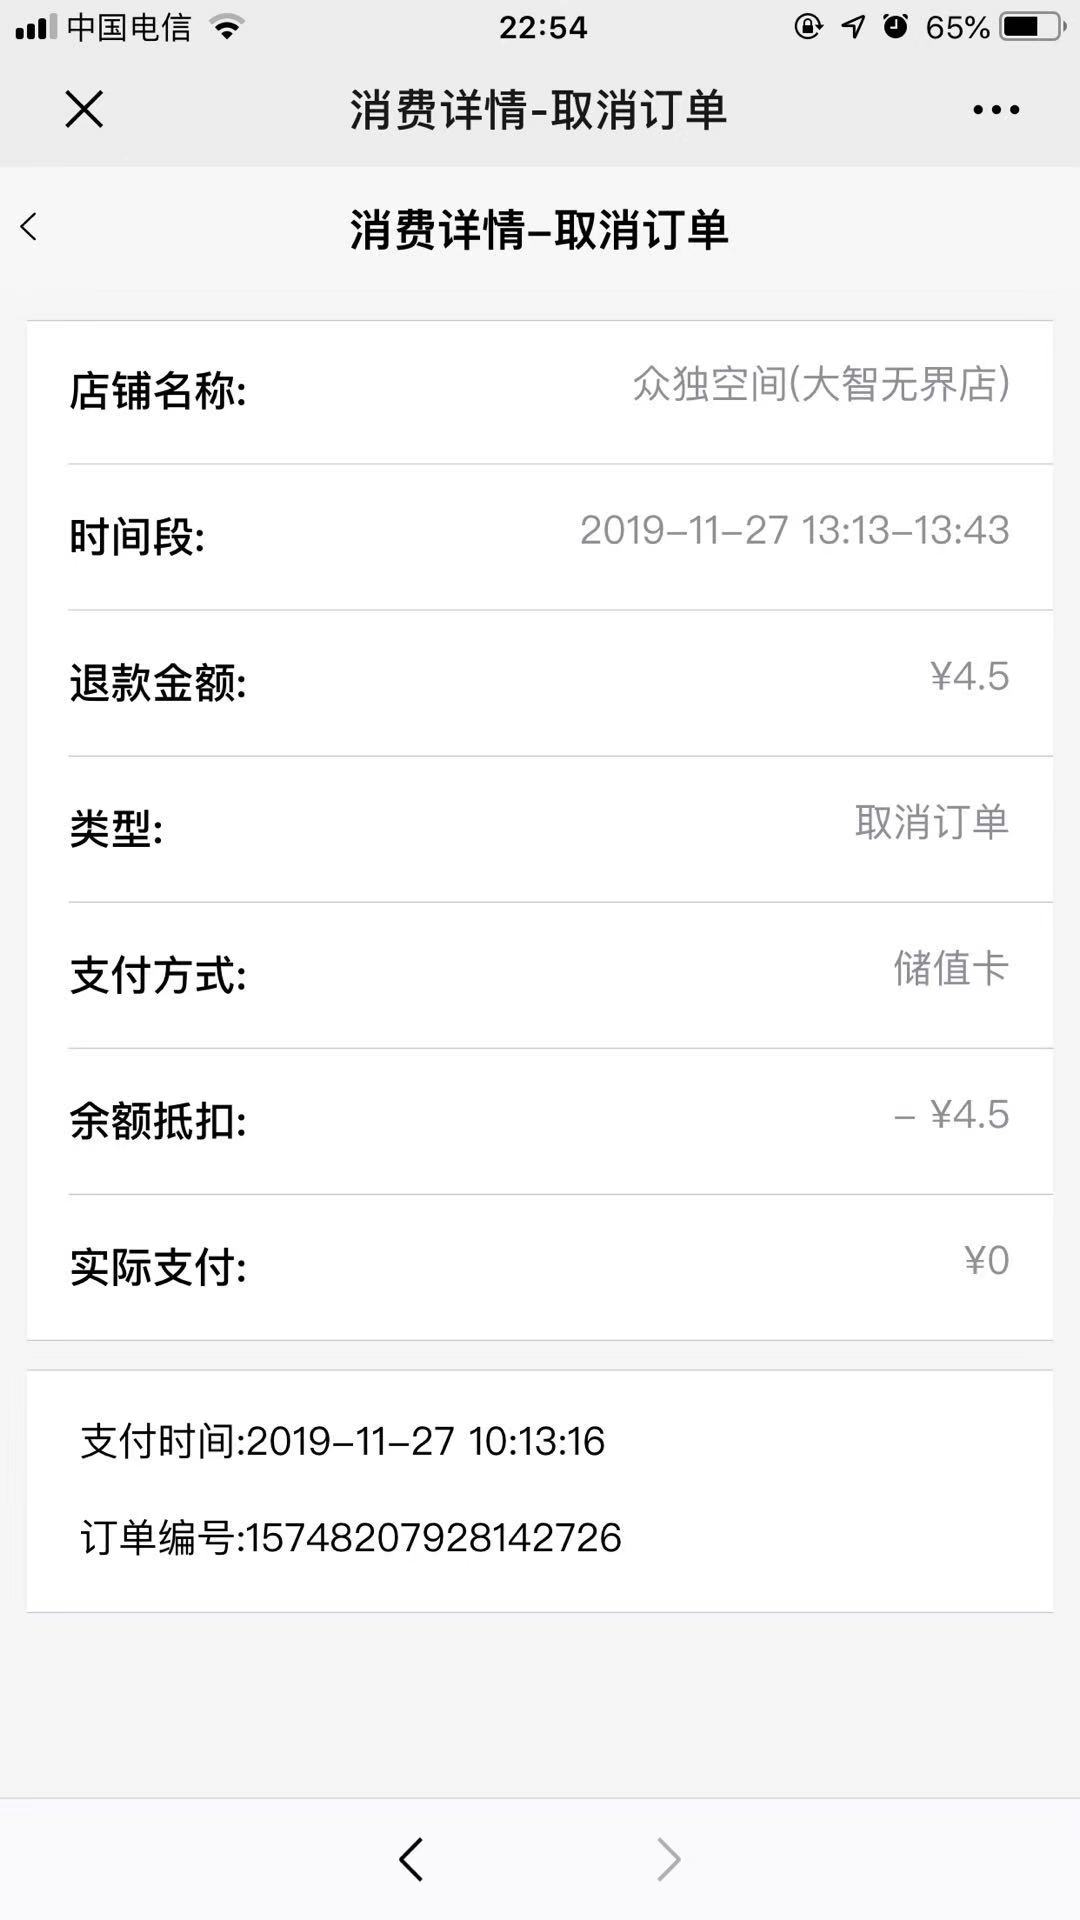 中国电信 22:54 65%
消费详情-取消订单
消费详情-取消订单
店铺名称: 众独空间(大智无界店)
时间段: 2019-11-27 13:13-13:43
退款金额: ¥4.5
类型: 取消订单
支付方式: 储值卡
余额抵扣: - ¥4.5
实际支付: ¥0
支付时间:2019-11-27 10:13:16
订单编号:15748207928142726